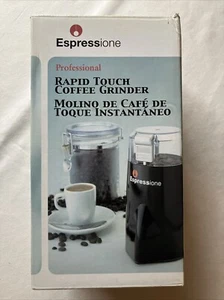 Espressione
Professional
RAPID TOUCH
COFFEE GRINDER
MOLINO DE CAFÉ DE
TOQUE INSTANTÁNEO
Espressione